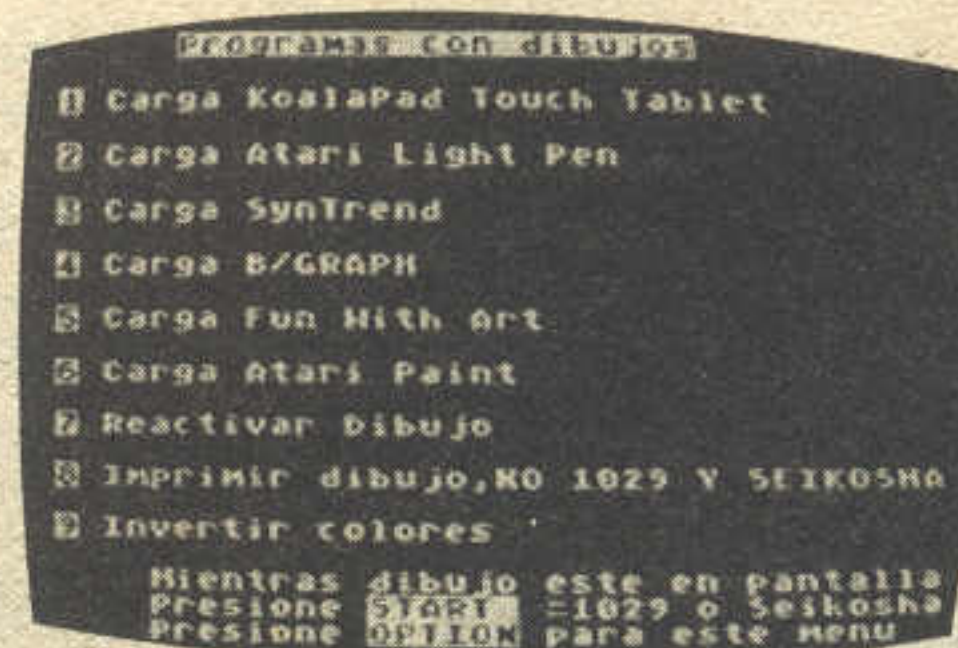 Programas con dibujos
1 Carga KoalaPad Touch Tablet
2 Carga Atari Light Pen
3 Carga SynTrend
4 Carga B/GRAPH
5 Carga Fun With Art
6 Carga Atari Paint
7 Reactivar Dibujo
8 Imprimir dibujo,NO 1029 Y SEIKOSHA
9 Invertir colores
Mientras dibujo este en pantalla
Presione START =1029 o Seikosha
Presione OPTION para este menu